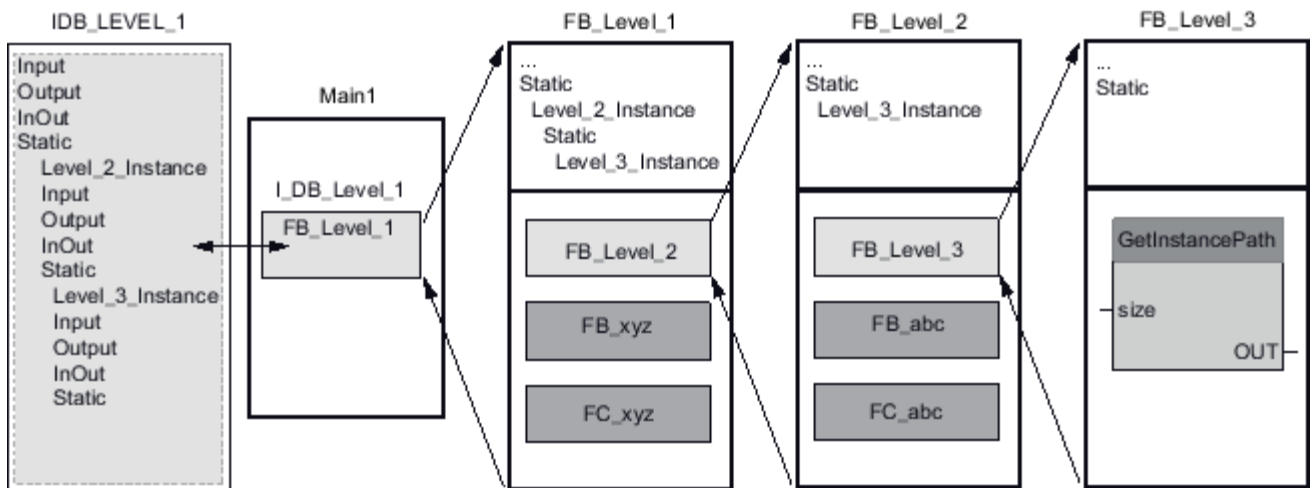 IDB_LEVEL_1
Input
Output
InOut
Static
Level_2_Instance
Input
Output
InOut
Static
Level_3_Instance
Input
Output
InOut
Static
Main1
I_DB_Level_1
FB_Level_1
FB_Level_1
...
Static
Level_2_Instance
Static
Level_3_Instance
FB_Level_2
FB_xyz
FC_xyz
FB_Level_2
...
Static
Level_3_Instance
FB_Level_3
FB_abc
FC_abc
FB_Level_3
...
Static
GetInstancePath
size
OUT